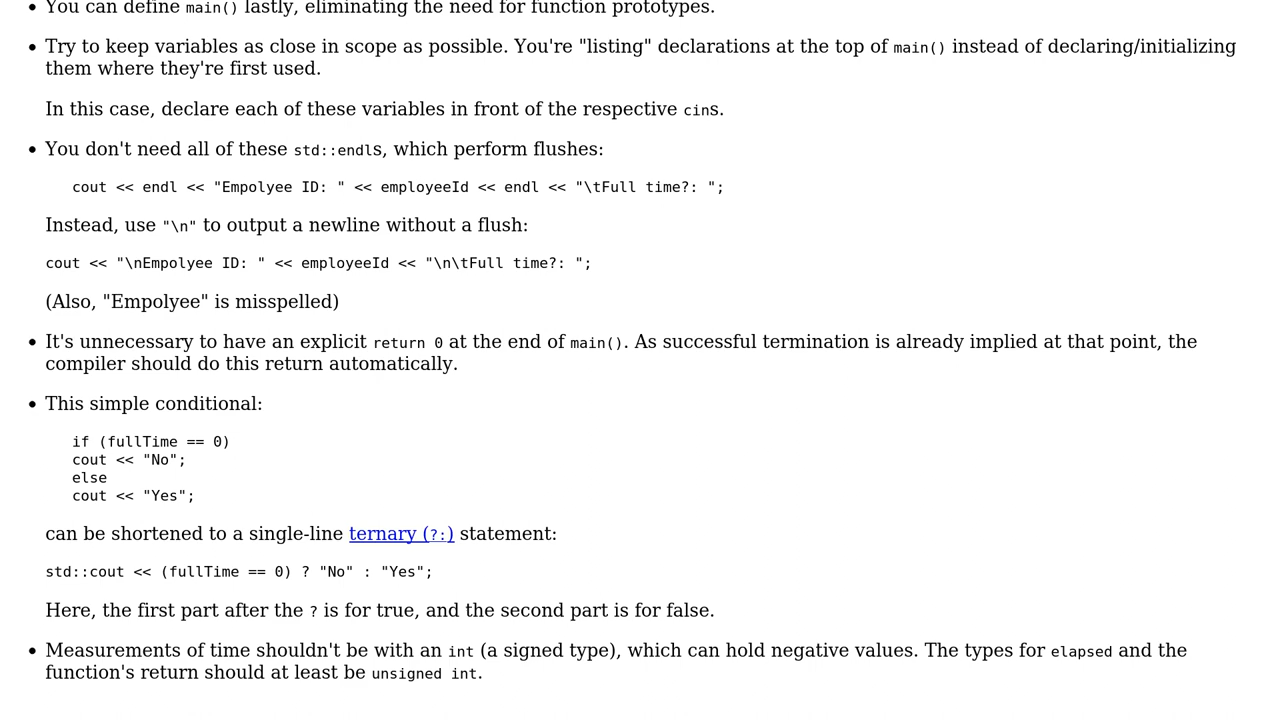 You can define main() lastly, eliminating the need for function prototypes.
Try to keep variables as close in scope as possible. You're "listing" declarations at the top of main() instead of declaring/initializing
them where they're first used.
In this case, declare each of these variables in front of the respective cins.
You don't need all of these std::endls, which perform flushes:
cout << endl << "Empolyee ID: " << employeeId << endl << "\tFull time?: ";
Instead, use "\n" to output a newline without a flush:
cout << "\nEmpolyee ID: " << employeeId << "\n\tFull time?: ";
(Also, "Empolyee" is misspelled)
It's unnecessary to have an explicit return 0 at the end of main(). As successful termination is already implied at that point, the
compiler should do this return automatically.
This simple conditional:
if (fullTime == 0)
cout << "No";
else
cout << "Yes";
can be shortened to a single-line ternary (?:) statement:
std::cout << (fullTime == 0) ? "No" : "Yes";
Here, the first part after the ? is for true, and the second part is for false.
Measurements of time shouldn't be with an int (a signed type), which can hold negative values. The types for elapsed and the
function's return should at least be unsigned int.